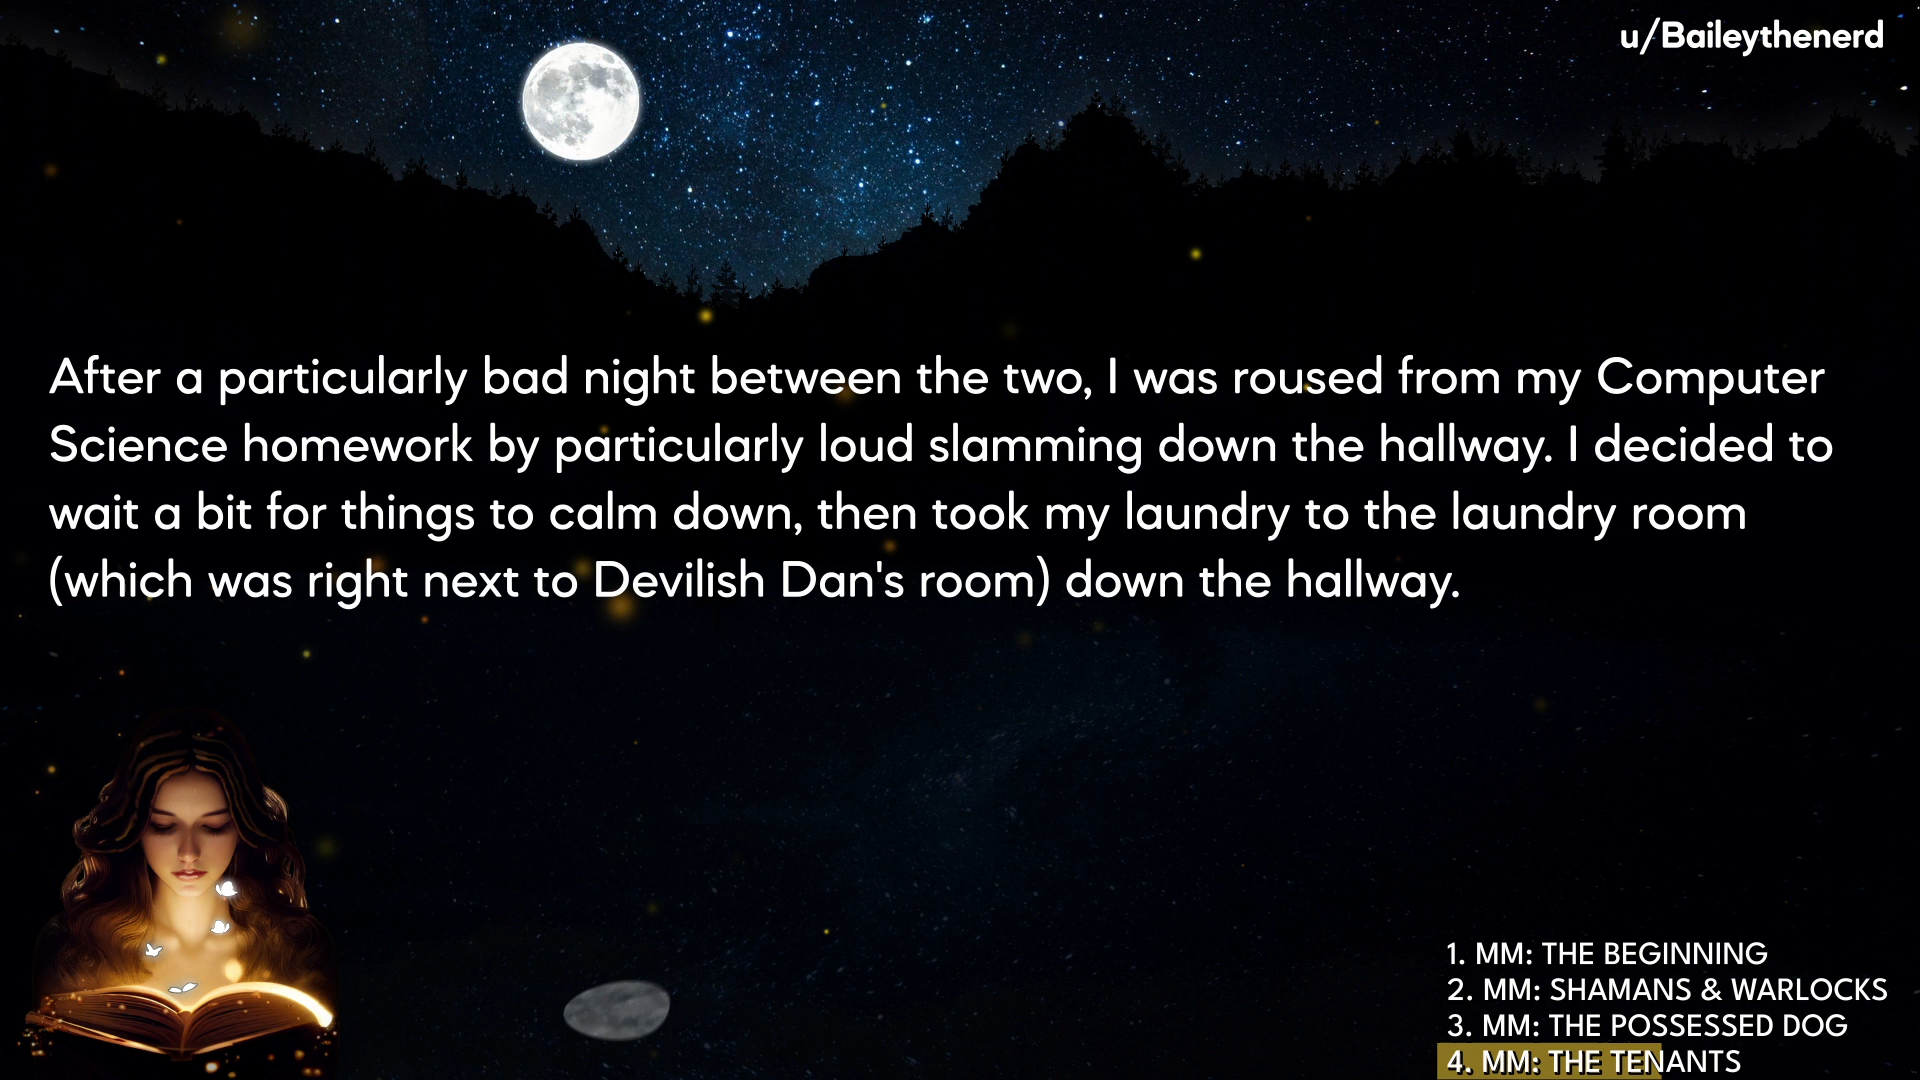 u/Baileythenerd
After a particularly bad night between the two, I was roused from my Computer
Science homework by particularly loud slamming down the hallway. I decided to
wait a bit for things to calm down, then took my laundry to the laundry room
(which was right next to Devilish Dan's room) down the hallway.
1. MM: THE BEGINNING
2. MM: SHAMANS & WARLOCKS
3. MM: THE POSSESSED DOG
4. MM: THE TENANTS